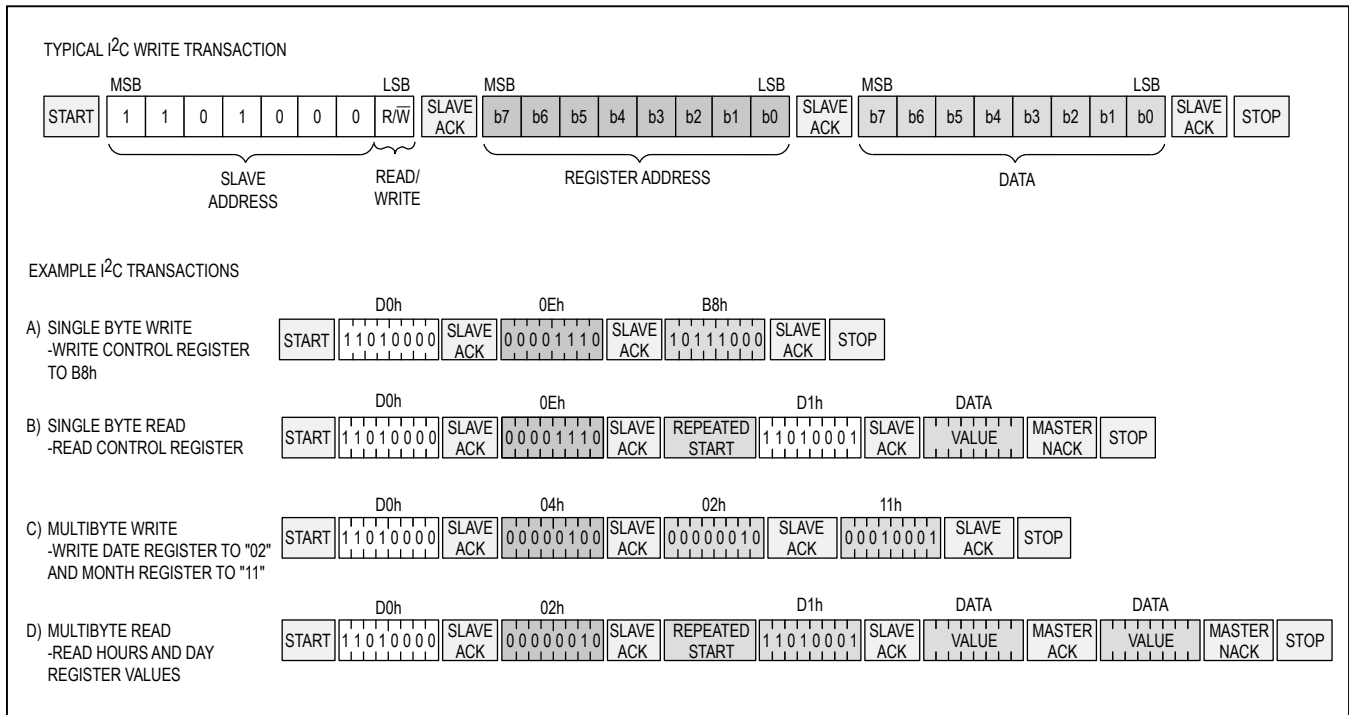 TYPICAL I2C WRITE TRANSACTION
MSB LSB MSB LSB MSB LSB
START 1 1 0 1 0 0 0 R/W̅ SLAVE ACK b7 b6 b5 b4 b3 b2 b1 b0 SLAVE ACK b7 b6 b5 b4 b3 b2 b1 b0 SLAVE ACK STOP
SLAVE ADDRESS READ/ WRITE REGISTER ADDRESS DATA
EXAMPLE I2C TRANSACTIONS
D0h 0Eh B8h
A) SINGLE BYTE WRITE START 11010000 SLAVE ACK 00001110 SLAVE ACK 10111000 SLAVE ACK STOP
-WRITE CONTROL REGISTER
TO B8h
D0h 0Eh D1h DATA
B) SINGLE BYTE READ START 11010000 SLAVE ACK 00001110 SLAVE ACK REPEATED START 11010001 SLAVE ACK VALUE MASTER NACK STOP
-READ CONTROL REGISTER
D0h 04h 02h 11h
C) MULTIBYTE WRITE START 11010000 SLAVE ACK 00000100 SLAVE ACK 00000010 SLAVE ACK 00010001 SLAVE ACK STOP
-WRITE DATE REGISTER TO "02"
AND MONTH REGISTER TO "11"
D0h 02h D1h DATA DATA
D) MULTIBYTE READ START 11010000 SLAVE ACK 00000010 SLAVE ACK REPEATED START 11010001 SLAVE ACK VALUE MASTER ACK VALUE MASTER NACK STOP
-READ HOURS AND DAY
REGISTER VALUES